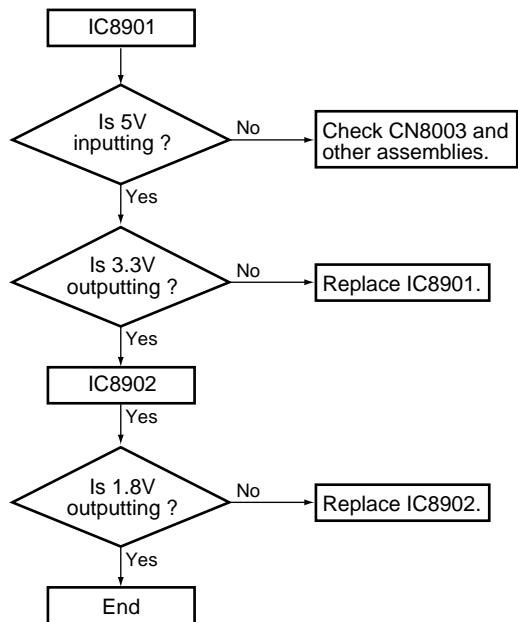 IC8901
Is 5V
inputting ?
No
Check CN8003 and
other assemblies.
Yes
Is 3.3V
outputting ?
No
Replace IC8901.
Yes
IC8902
Yes
Is 1.8V
outputting ?
No
Replace IC8902.
Yes
End